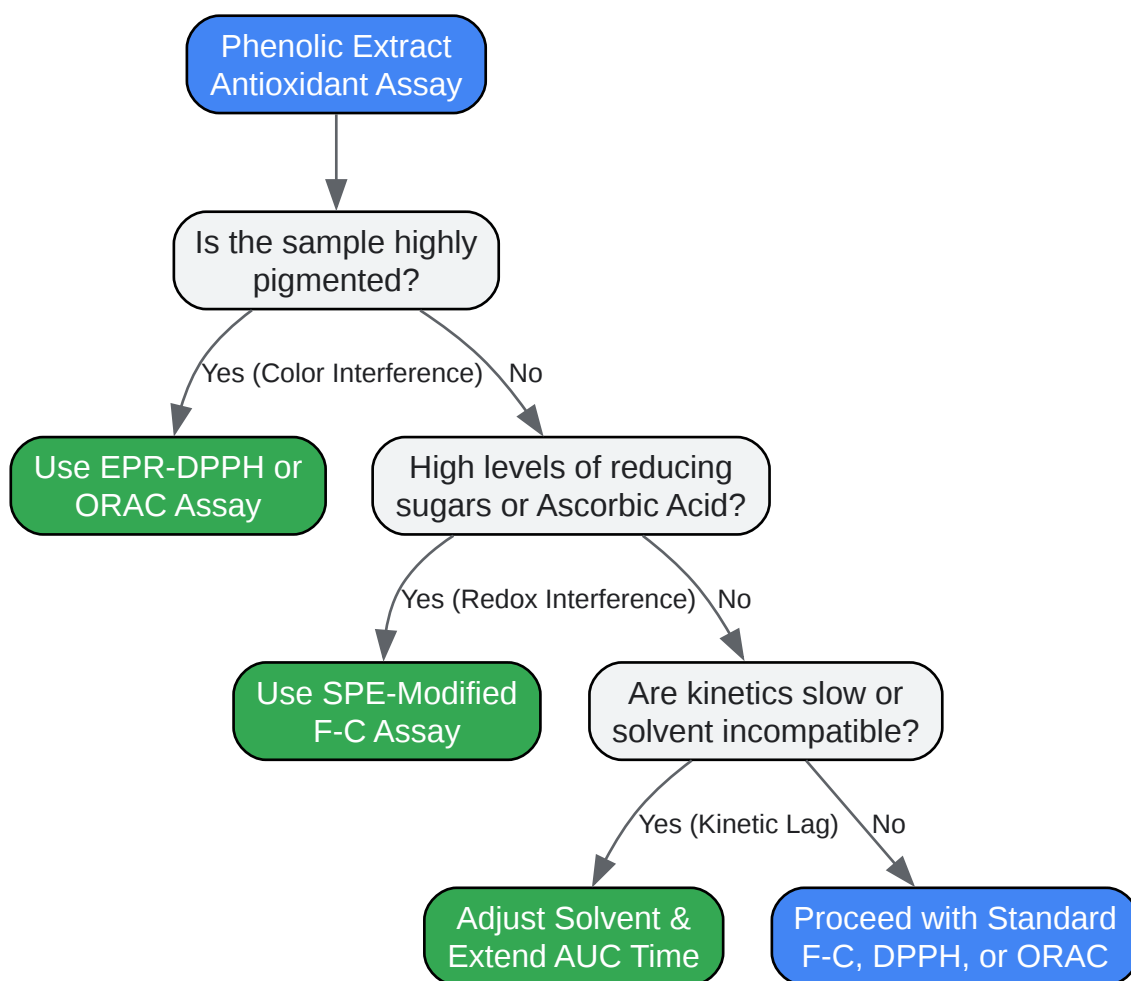 Phenolic Extract
Antioxidant Assay
Is the sample highly
pigmented?
Yes (Color Interference)
No
Use EPR-DPPH or
ORAC Assay
High levels of reducing
sugars or Ascorbic Acid?
Yes (Redox Interference)
No
Use SPE-Modified
F-C Assay
Are kinetics slow or
solvent incompatible?
Yes (Kinetic Lag)
No
Adjust Solvent &
Extend AUC Time
Proceed with Standard
F-C, DPPH, or ORAC